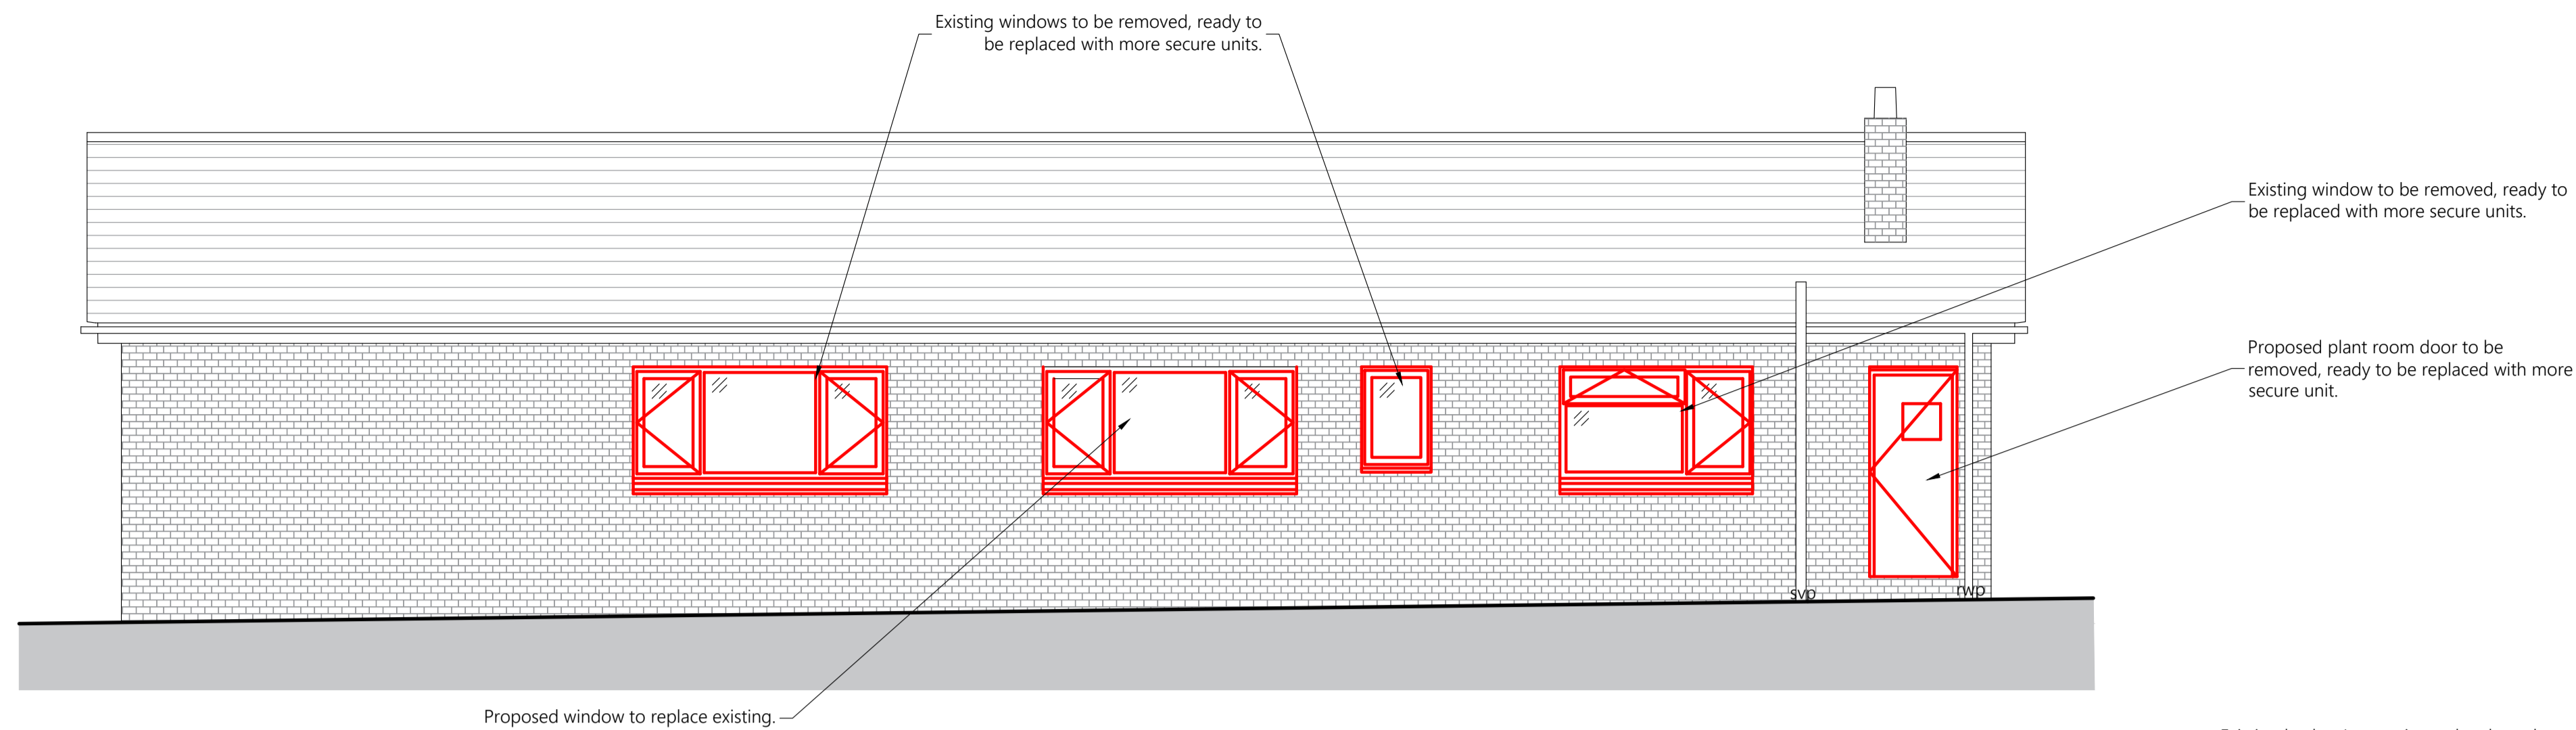 Existing windows to be removed, ready to
be replaced with more secure units.
Existing window to be removed, ready to
be replaced with more secure units.
Proposed plant room door to be
removed, ready to be replaced with more
secure unit.
svp
rwp
Proposed window to replace existing.